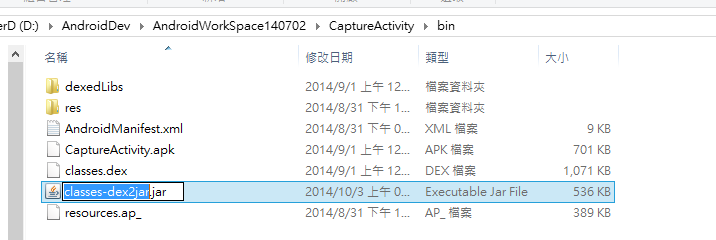 erD (D:) AndroidDev AndroidWorkSpace140702 CaptureActivity bin
名稱 修改日期 類型 大小
dexedLibs 2014/9/1 上午 12... 檔案資料夾
res 2014/8/31 下午 1... 檔案資料夾
AndroidManifest.xml 2014/8/31 下午 0... XML 檔案 9 KB
CaptureActivity.apk 2014/9/1 上午 12... APK 檔案 701 KB
classes.dex 2014/9/1 上午 12... DEX 檔案 1,071 KB
classes-dex2jar.jar 2014/10/3 上午 0... Executable Jar File 536 KB
resources.ap_ 2014/8/31 下午 1... AP_ 檔案 389 KB